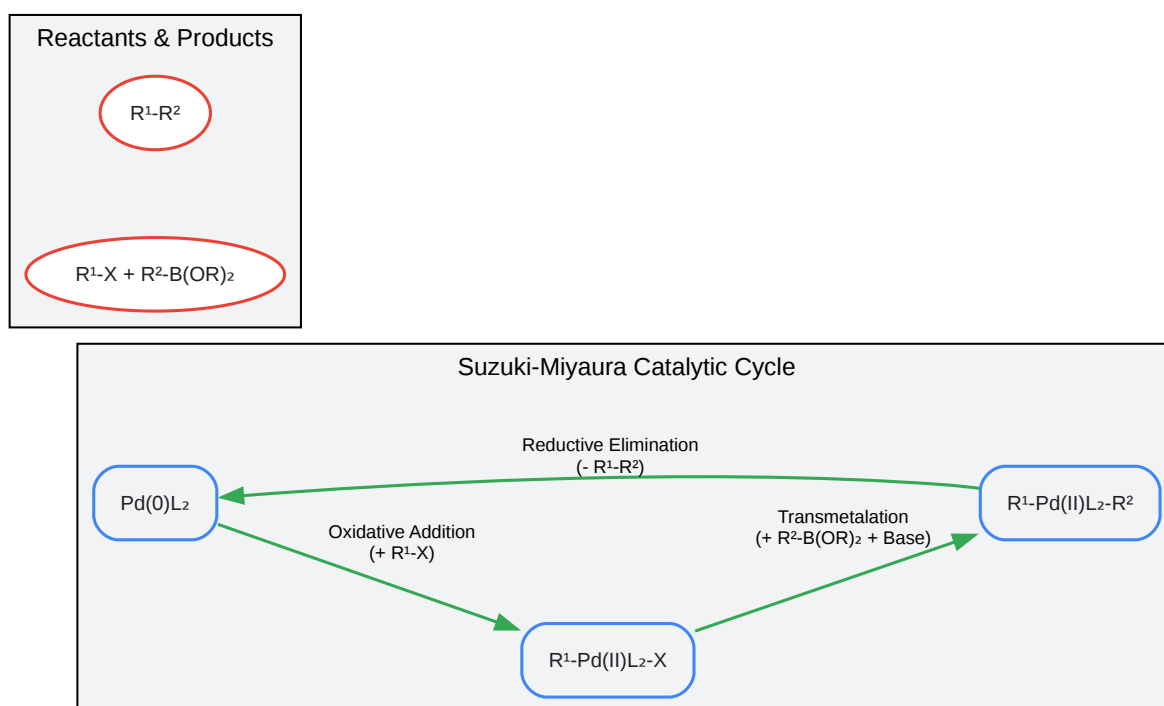 Reactants & Products
R¹-R²
R¹-X + R²-B(OR)₂
Suzuki-Miyaura Catalytic Cycle
Reductive Elimination
(- R¹-R²)
Pd(0)L₂
R¹-Pd(II)L₂-R²
Oxidative Addition
(+ R¹-X)
Transmetalation
(+ R²-B(OR)₂ + Base)
R¹-Pd(II)L₂-X